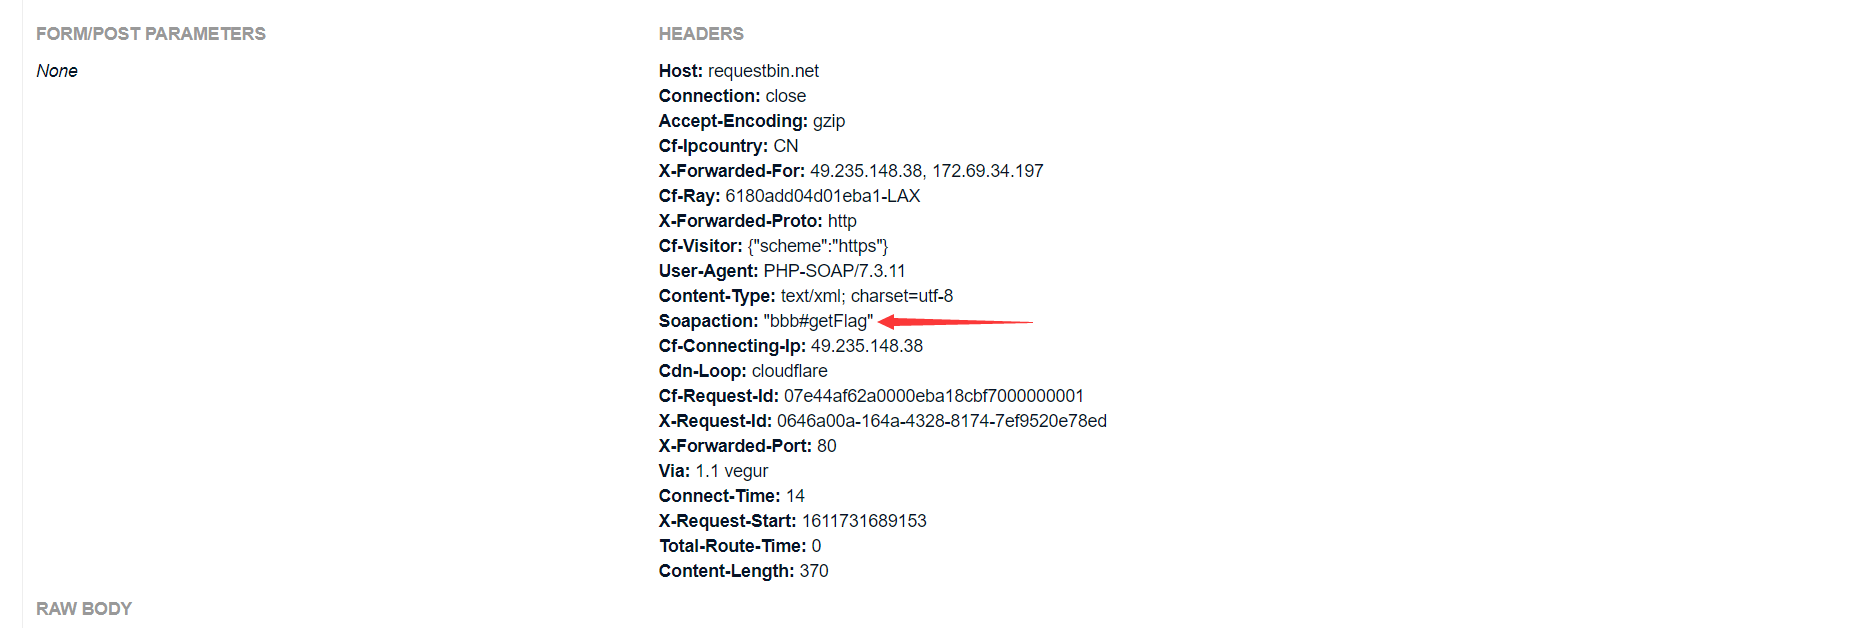 FORM/POST PARAMETERS
None
HEADERS
Host: requestbin.net
Connection: close
Accept-Encoding: gzip
Cf-Ipcountry: CN
X-Forwarded-For: 49.235.148.38, 172.69.34.197
Cf-Ray: 6180add04d01eba1-LAX
X-Forwarded-Proto: http
Cf-Visitor: {"scheme":"https"}
User-Agent: PHP-SOAP/7.3.11
Content-Type: text/xml; charset=utf-8
Soapaction: "bbb#getFlag"
Cf-Connecting-Ip: 49.235.148.38
Cdn-Loop: cloudflare
Cf-Request-Id: 07e44af62a0000eba18cbf7000000001
X-Request-Id: 0646a00a-164a-4328-8174-7ef9520e78ed
X-Forwarded-Port: 80
Via: 1.1 vegur
Connect-Time: 14
X-Request-Start: 1611731689153
Total-Route-Time: 0
Content-Length: 370
RAW BODY